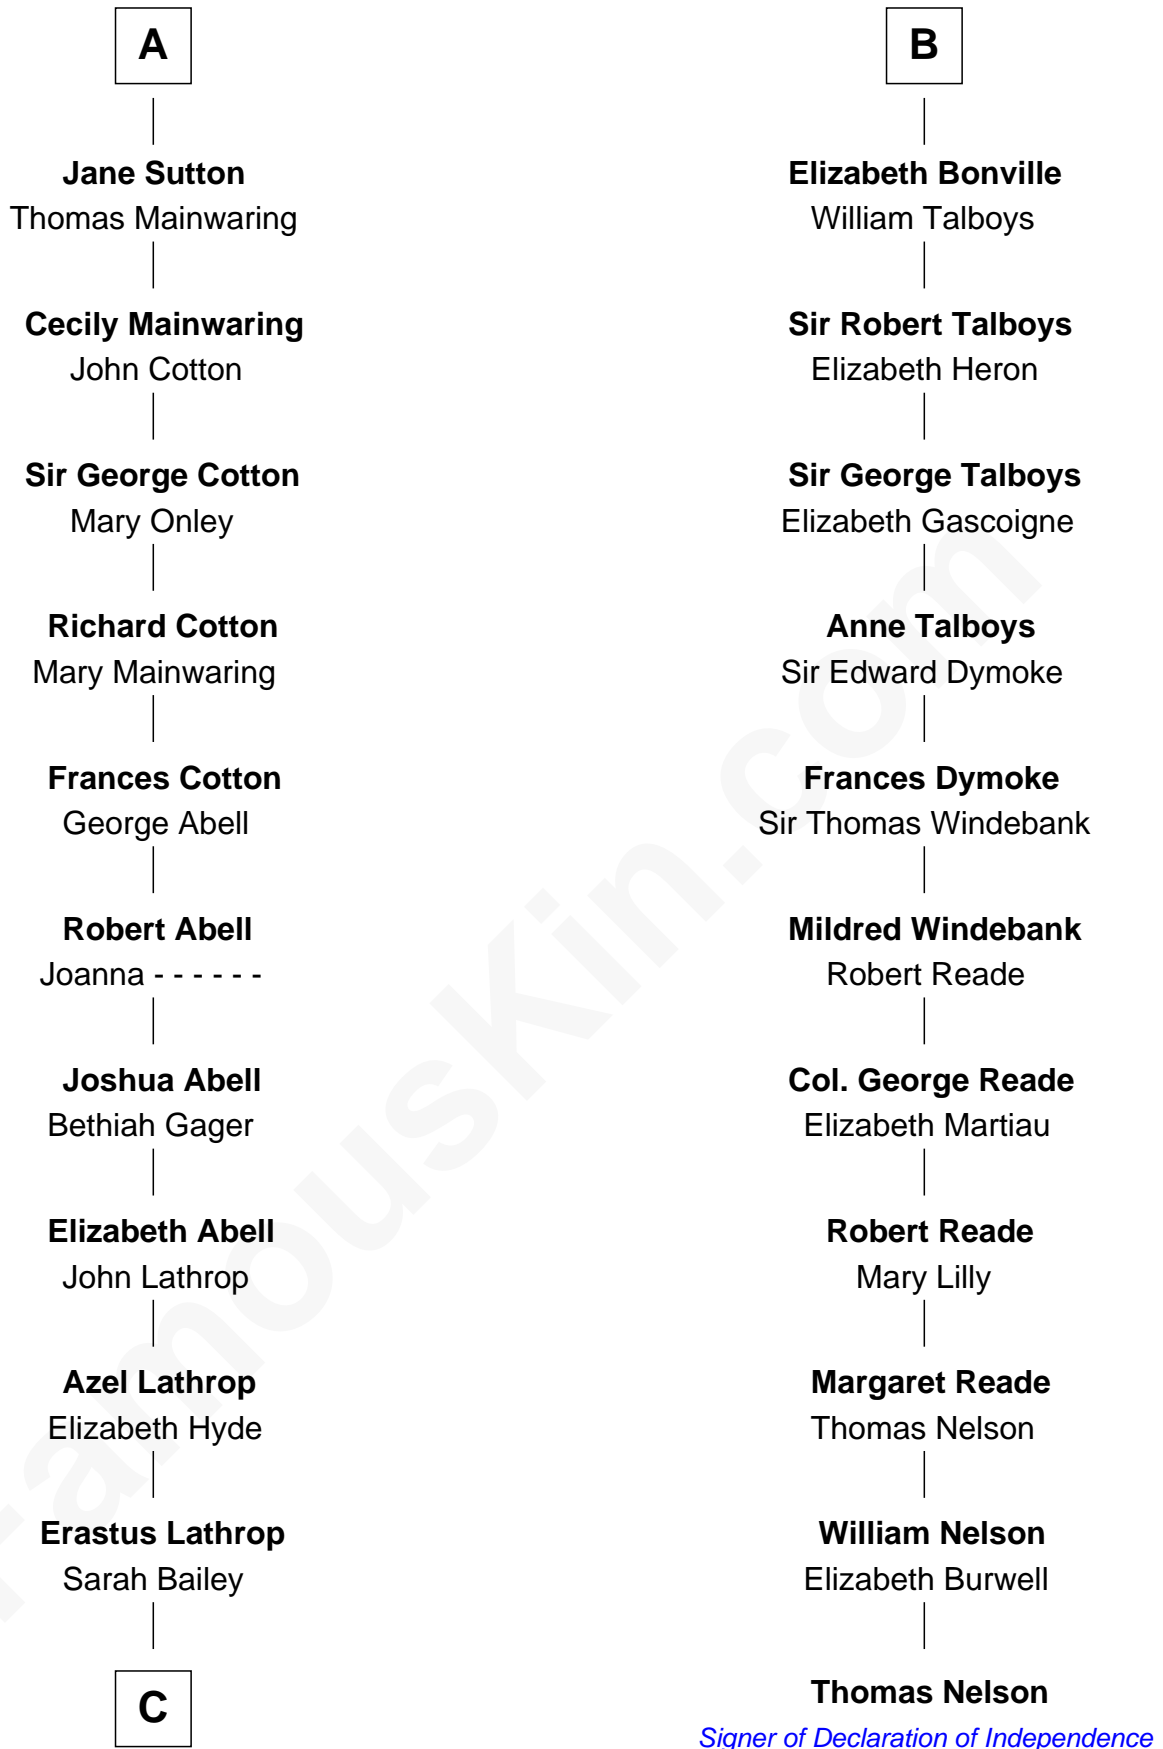 A
Jane Sutton
Thomas Mainwaring
Cecily Mainwaring
John Cotton
Sir George Cotton
Mary Onley
Richard Cotton
Mary Mainwaring
Frances Cotton
George Abell
Robert Abell
Joanna - - - - - -
Joshua Abell
Bethiah Gager
Elizabeth Abell
John Lathrop
Azel Lathrop
Elizabeth Hyde
Erastus Lathrop
Sarah Bailey
C
B
Elizabeth Bonville
William Talboys
Sir Robert Talboys
Elizabeth Heron
Sir George Talboys
Elizabeth Gascoigne
Anne Talboys
Sir Edward Dymoke
Frances Dymoke
Sir Thomas Windebank
Mildred Windebank
Robert Reade
Col. George Reade
Elizabeth Martiau
Robert Reade
Mary Lilly
Margaret Reade
Thomas Nelson
William Nelson
Elizabeth Burwell
Thomas Nelson
Signer of Declaration of Independence
FamousKin.com